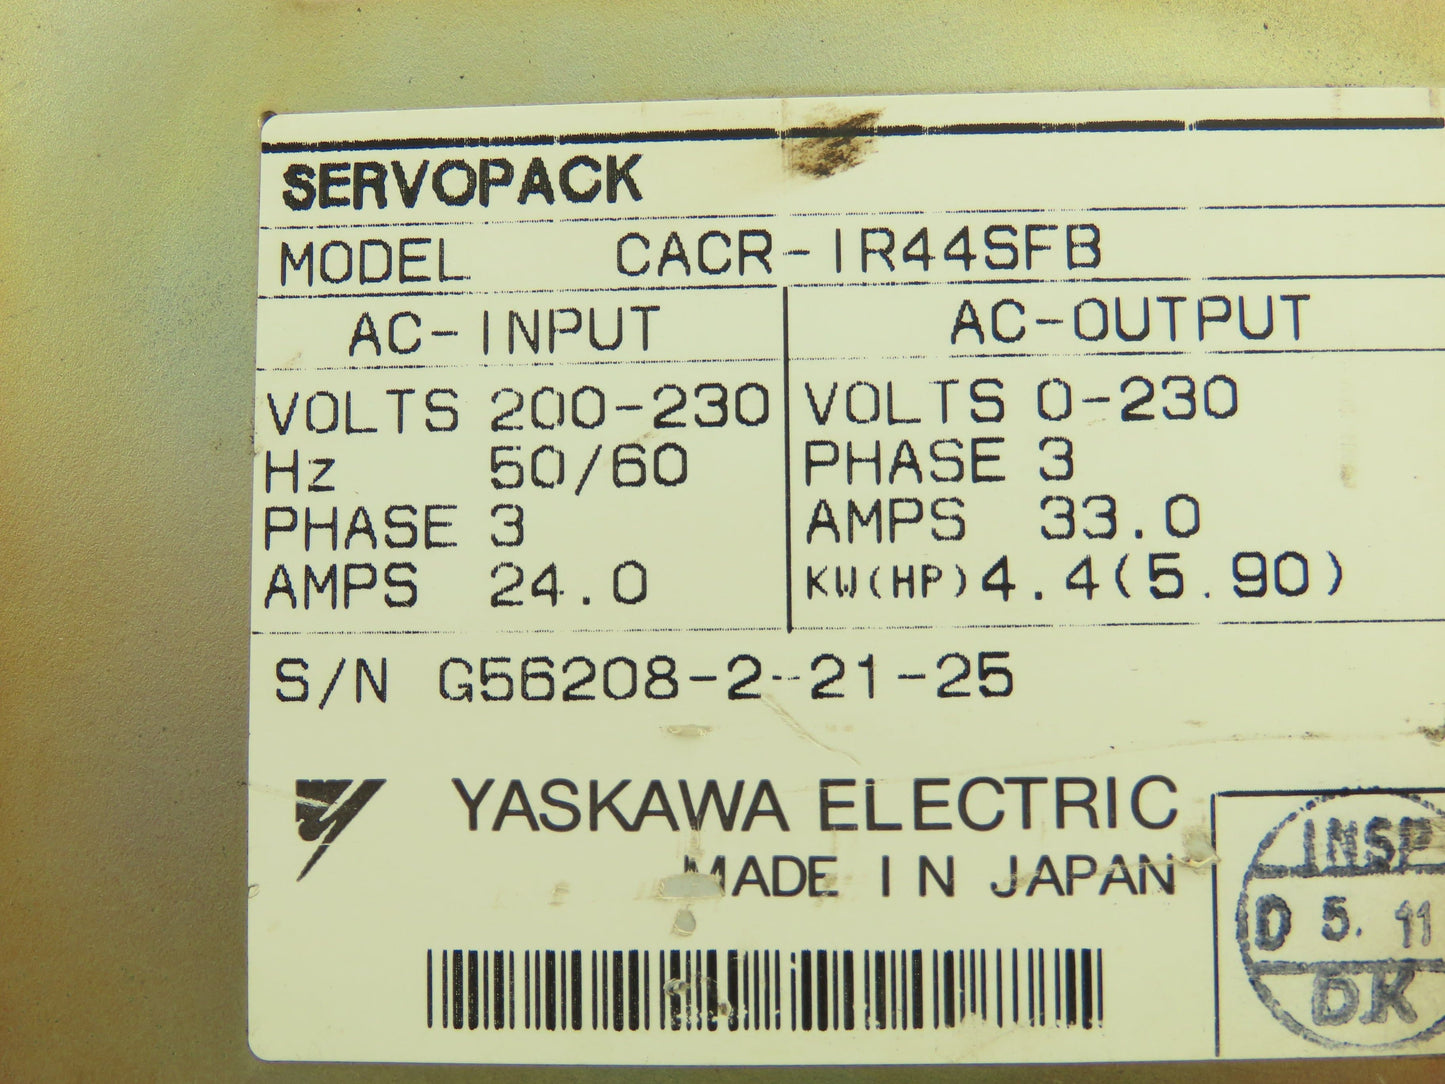 SERVOPACK
MODEL CACR-IR44SFB
AC-INPUT
VOLTS 200-230
Hz 50/60
PHASE 3
AMPS 24.0
AC-OUTPUT
VOLTS 0-230
PHASE 3
AMPS 33.0
KW(HP) 4.4(5.90)
S/N G56208-2-21-25
YASKAWA ELECTRIC
MADE IN JAPAN
INSP
D 5. 11
DK